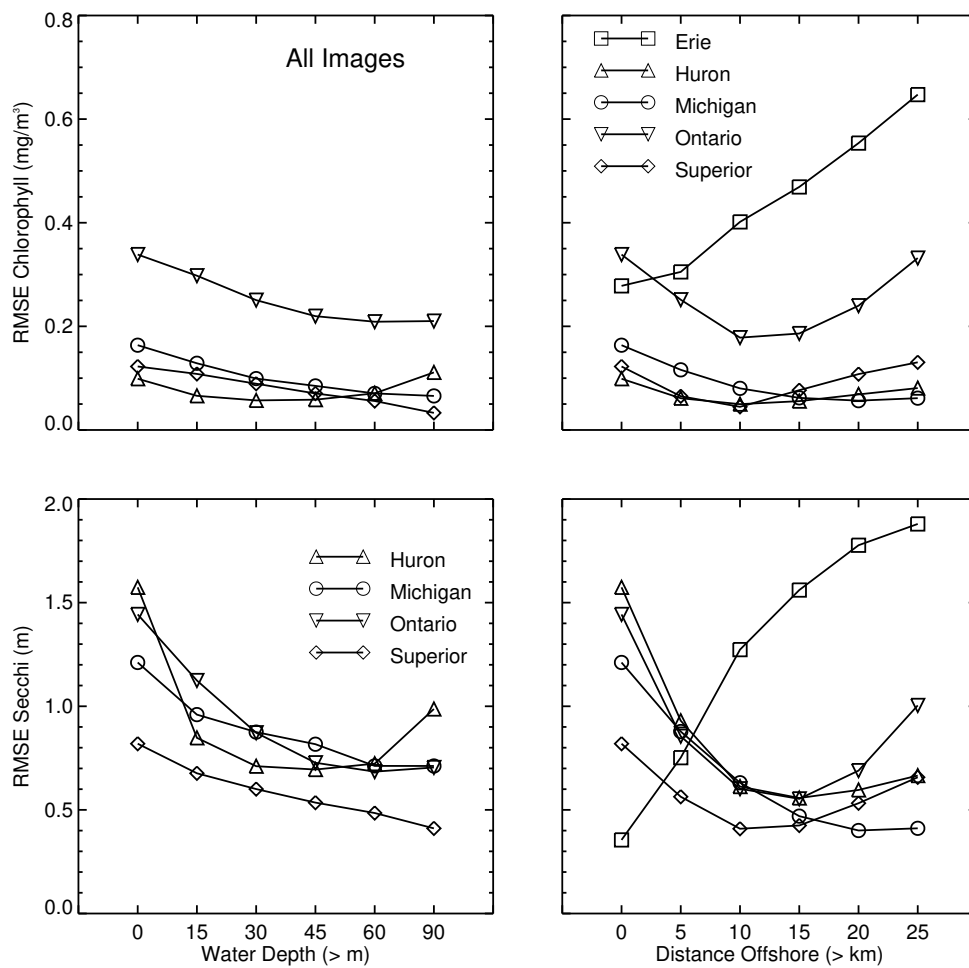 All Images
RMSE Chlorophyll (mg/m³)
0.8
0.6
0.4
0.2
0.0
Erie
Huron
Michigan
Ontario
Superior
RMSE Secchi (m)
2.0
1.5
1.0
0.5
0.0
Huron
Michigan
Ontario
Superior
0 15 30 45 60 90
Water Depth (> m)
0 5 10 15 20 25
Distance Offshore (> km)